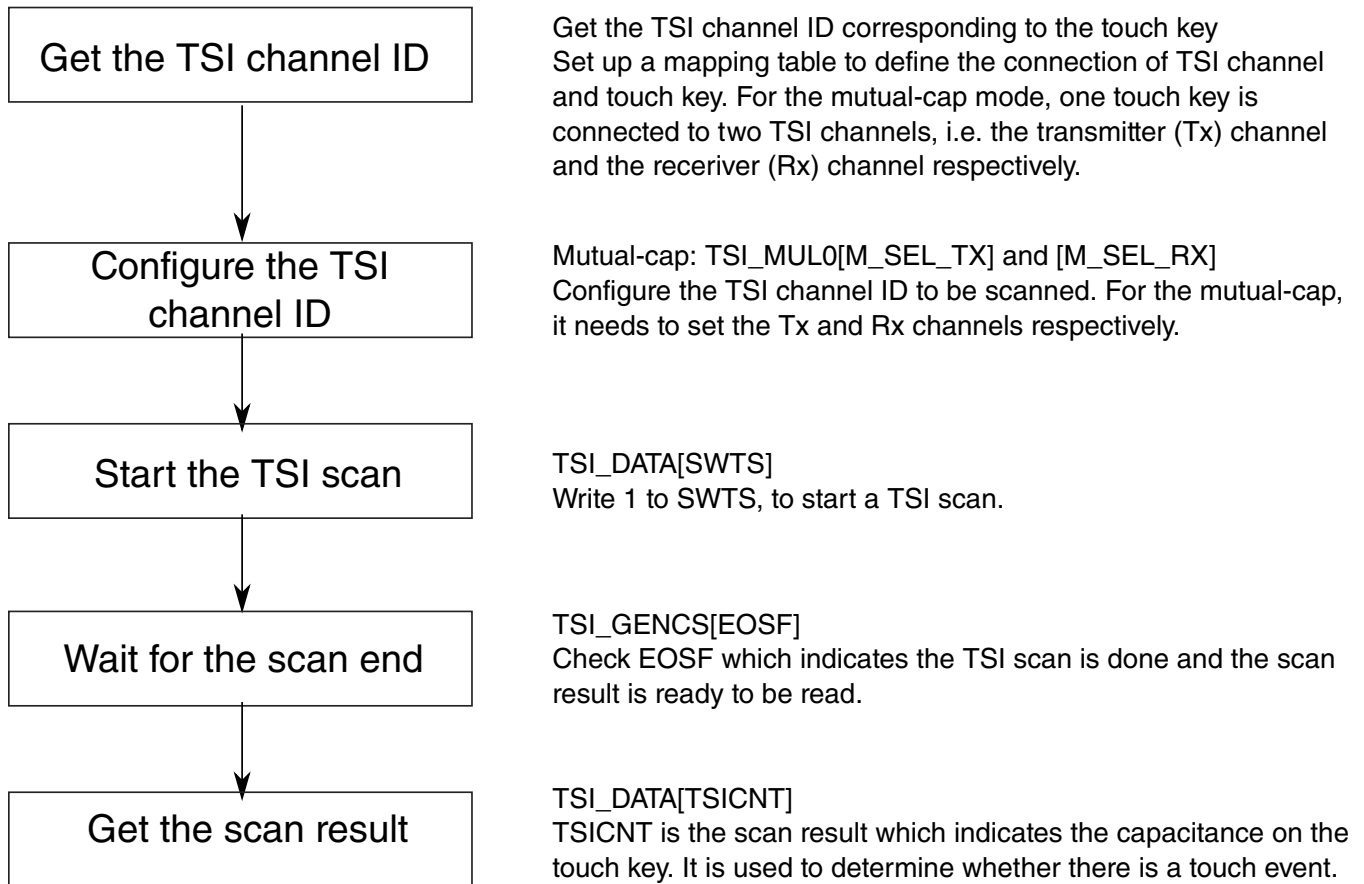 Get the TSI channel ID
Get the TSI channel ID corresponding to the touch key
Set up a mapping table to define the connection of TSI channel
and touch key. For the mutual-cap mode, one touch key is
connected to two TSI channels, i.e. the transmitter (Tx) channel
and the receriver (Rx) channel respectively.
Configure the TSI
channel ID
Mutual-cap: TSI_MUL0[M_SEL_TX] and [M_SEL_RX]
Configure the TSI channel ID to be scanned. For the mutual-cap,
it needs to set the Tx and Rx channels respectively.
Start the TSI scan
TSI_DATA[SWTS]
Write 1 to SWTS, to start a TSI scan.
Wait for the scan end
TSI_GENCS[EOSF]
Check EOSF which indicates the TSI scan is done and the scan
result is ready to be read.
Get the scan result
TSI_DATA[TSICNT]
TSICNT is the scan result which indicates the capacitance on the
touch key. It is used to determine whether there is a touch event.